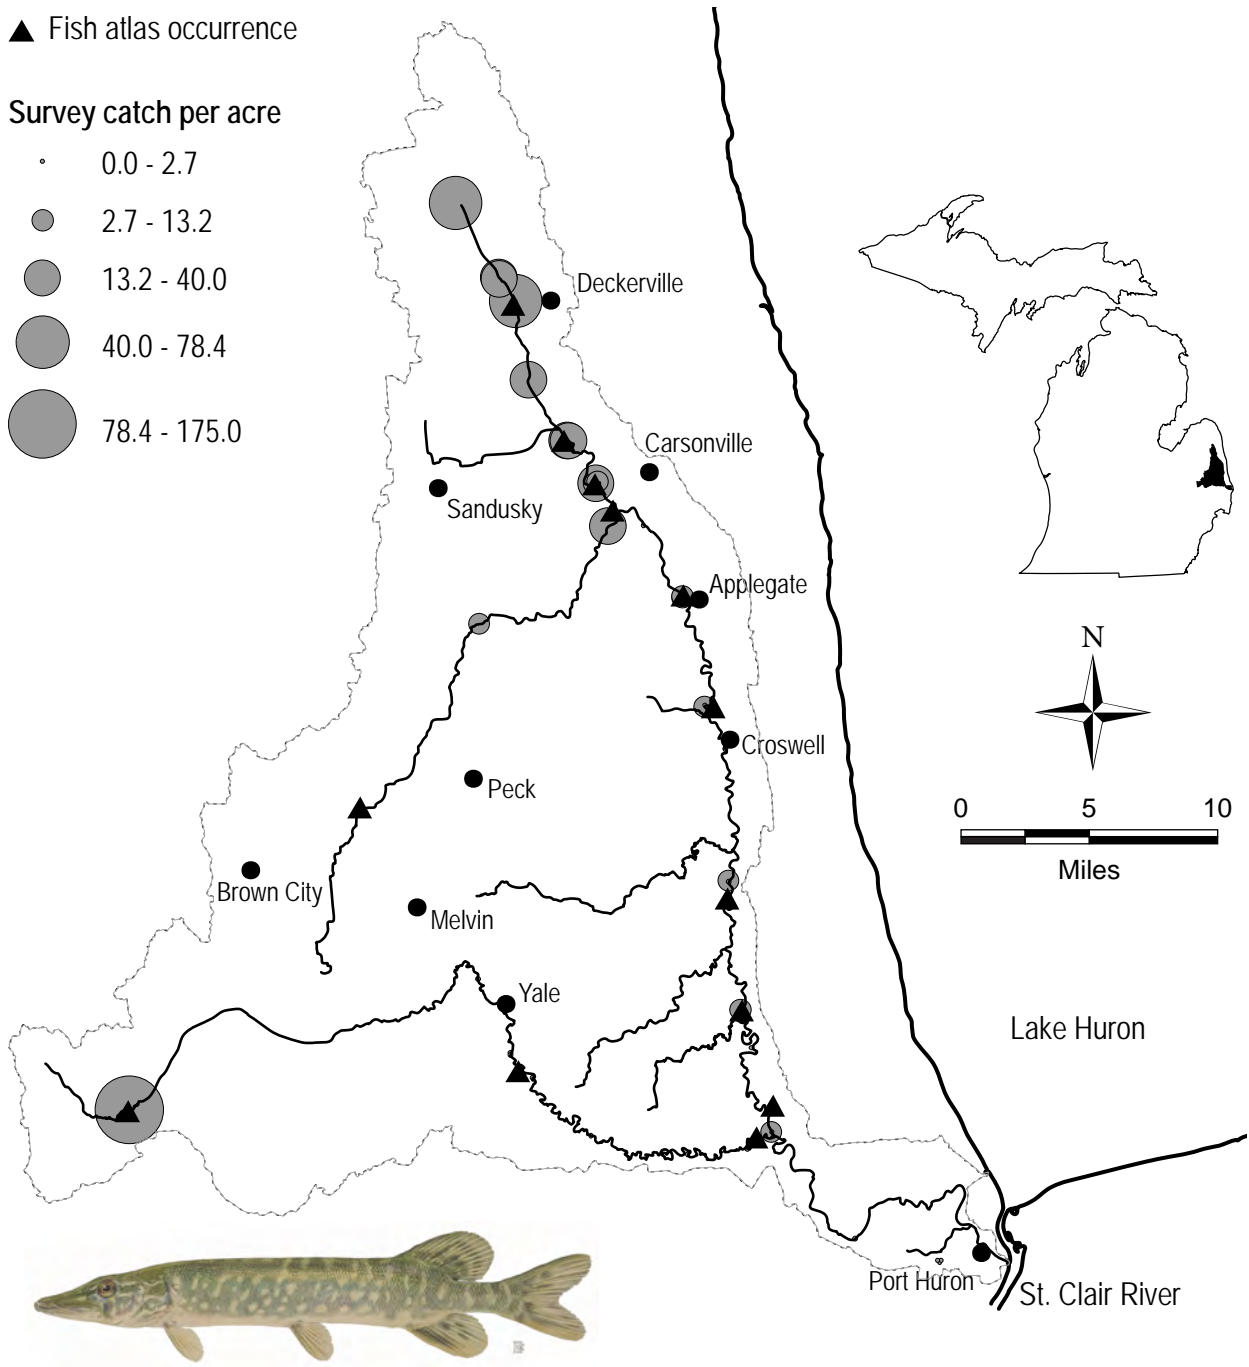 Fish atlas occurrence
Survey catch per acre
0.0 - 2.7
2.7 - 13.2
13.2 - 40.0
40.0 - 78.4
78.4 - 175.0
Deckerville
Carsonville
Sandusky
Applegate
Croswell
Peck
Brown City
Melvin
Yale
Port Huron
N
0 5 10
Miles
Lake Huron
St. Clair River